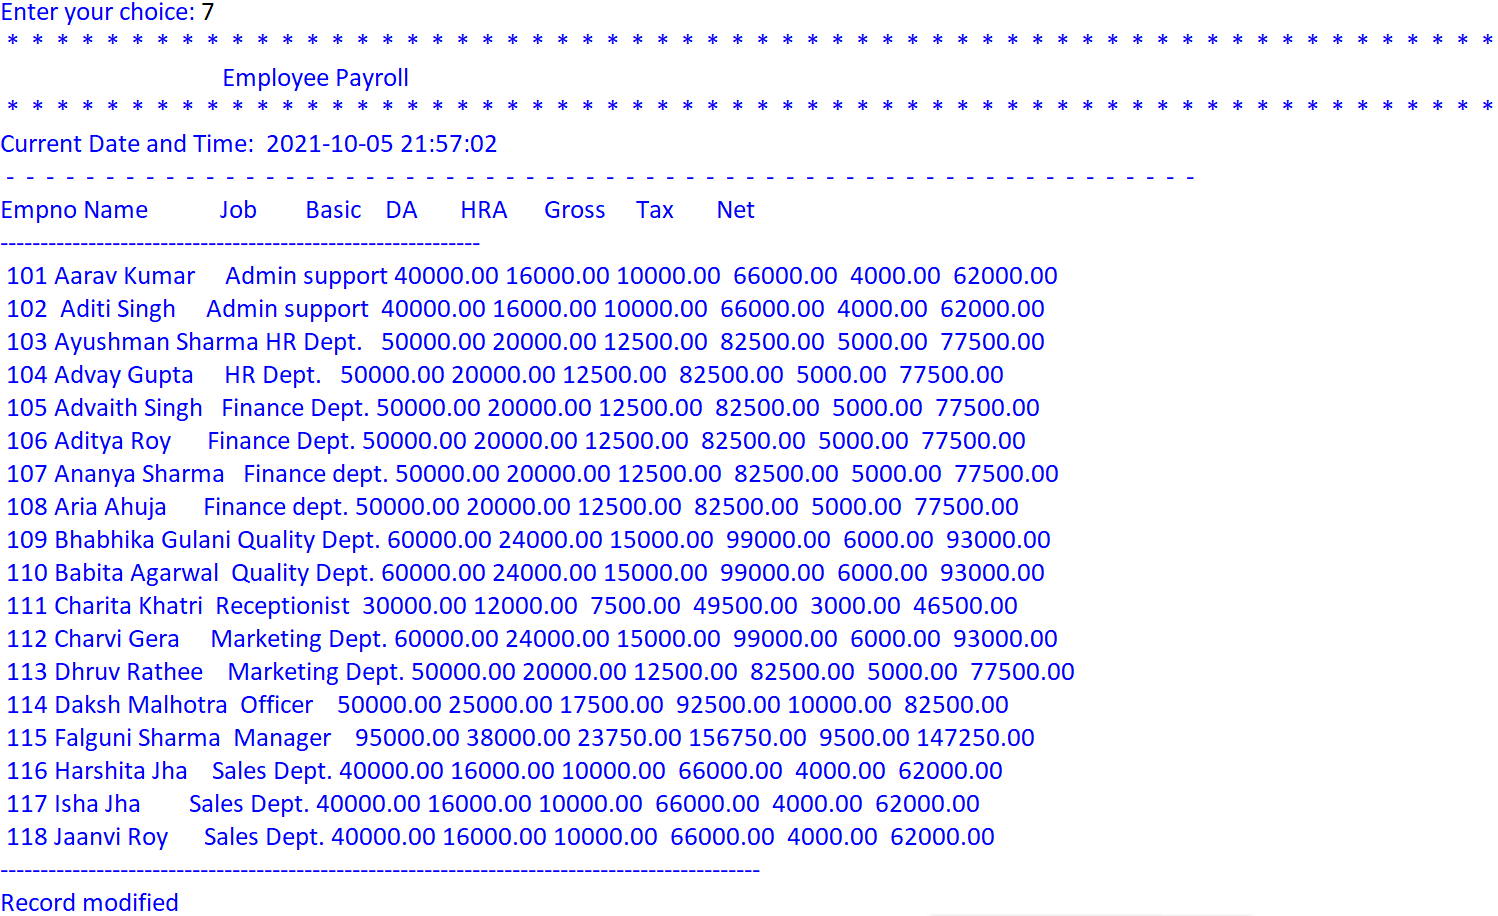 Enter your choice: 7
* * * * * * * * * * * * * * * * * * * * * * * * * * * * * * * * * * * * * * * * * * * * * * * * * * * * * * * * * * * *
Employee Payroll
* * * * * * * * * * * * * * * * * * * * * * * * * * * * * * * * * * * * * * * * * * * * * * * * * * * * * * * * * * * *
Current Date and Time:  2021-10-05 21:57:02
- - - - - - - - - - - - - - - - - - - - - - - - - - - - - - - - - - - - - - - - - - - - - - - - - - - - - - - - - - - -
Empno Name Job Basic DA HRA Gross Tax Net
------------------------------------------------------------
101 Aarav Kumar Admin support 40000.00 16000.00 10000.00 66000.00 4000.00 62000.00
102 Aditi Singh Admin support 40000.00 16000.00 10000.00 66000.00 4000.00 62000.00
103 Ayushman Sharma HR Dept. 50000.00 20000.00 12500.00 82500.00 5000.00 77500.00
104 Advay Gupta HR Dept. 50000.00 20000.00 12500.00 82500.00 5000.00 77500.00
105 Advaith Singh Finance Dept. 50000.00 20000.00 12500.00 82500.00 5000.00 77500.00
106 Aditya Roy Finance Dept. 50000.00 20000.00 12500.00 82500.00 5000.00 77500.00
107 Ananya Sharma Finance dept. 50000.00 20000.00 12500.00 82500.00 5000.00 77500.00
108 Aria Ahuja Finance dept. 50000.00 20000.00 12500.00 82500.00 5000.00 77500.00
109 Bhabhika Gulani Quality Dept. 60000.00 24000.00 15000.00 99000.00 6000.00 93000.00
110 Babita Agarwal Quality Dept. 60000.00 24000.00 15000.00 99000.00 6000.00 93000.00
111 Charita Khatri Receptionist 30000.00 12000.00 7500.00 49500.00 3000.00 46500.00
112 Charvi Gera Marketing Dept. 60000.00 24000.00 15000.00 99000.00 6000.00 93000.00
113 Dhruv Rathee Marketing Dept. 50000.00 20000.00 12500.00 82500.00 5000.00 77500.00
114 Daksh Malhotra Officer 50000.00 25000.00 17500.00 92500.00 10000.00 82500.00
115 Falguni Sharma Manager 95000.00 38000.00 23750.00 156750.00 9500.00 147250.00
116 Harshita Jha Sales Dept. 40000.00 16000.00 10000.00 66000.00 4000.00 62000.00
117 Isha Jha Sales Dept. 40000.00 16000.00 10000.00 66000.00 4000.00 62000.00
118 Jaanvi Roy Sales Dept. 40000.00 16000.00 10000.00 66000.00 4000.00 62000.00
-----------------------------------------------------------------------------------------------
Record modified